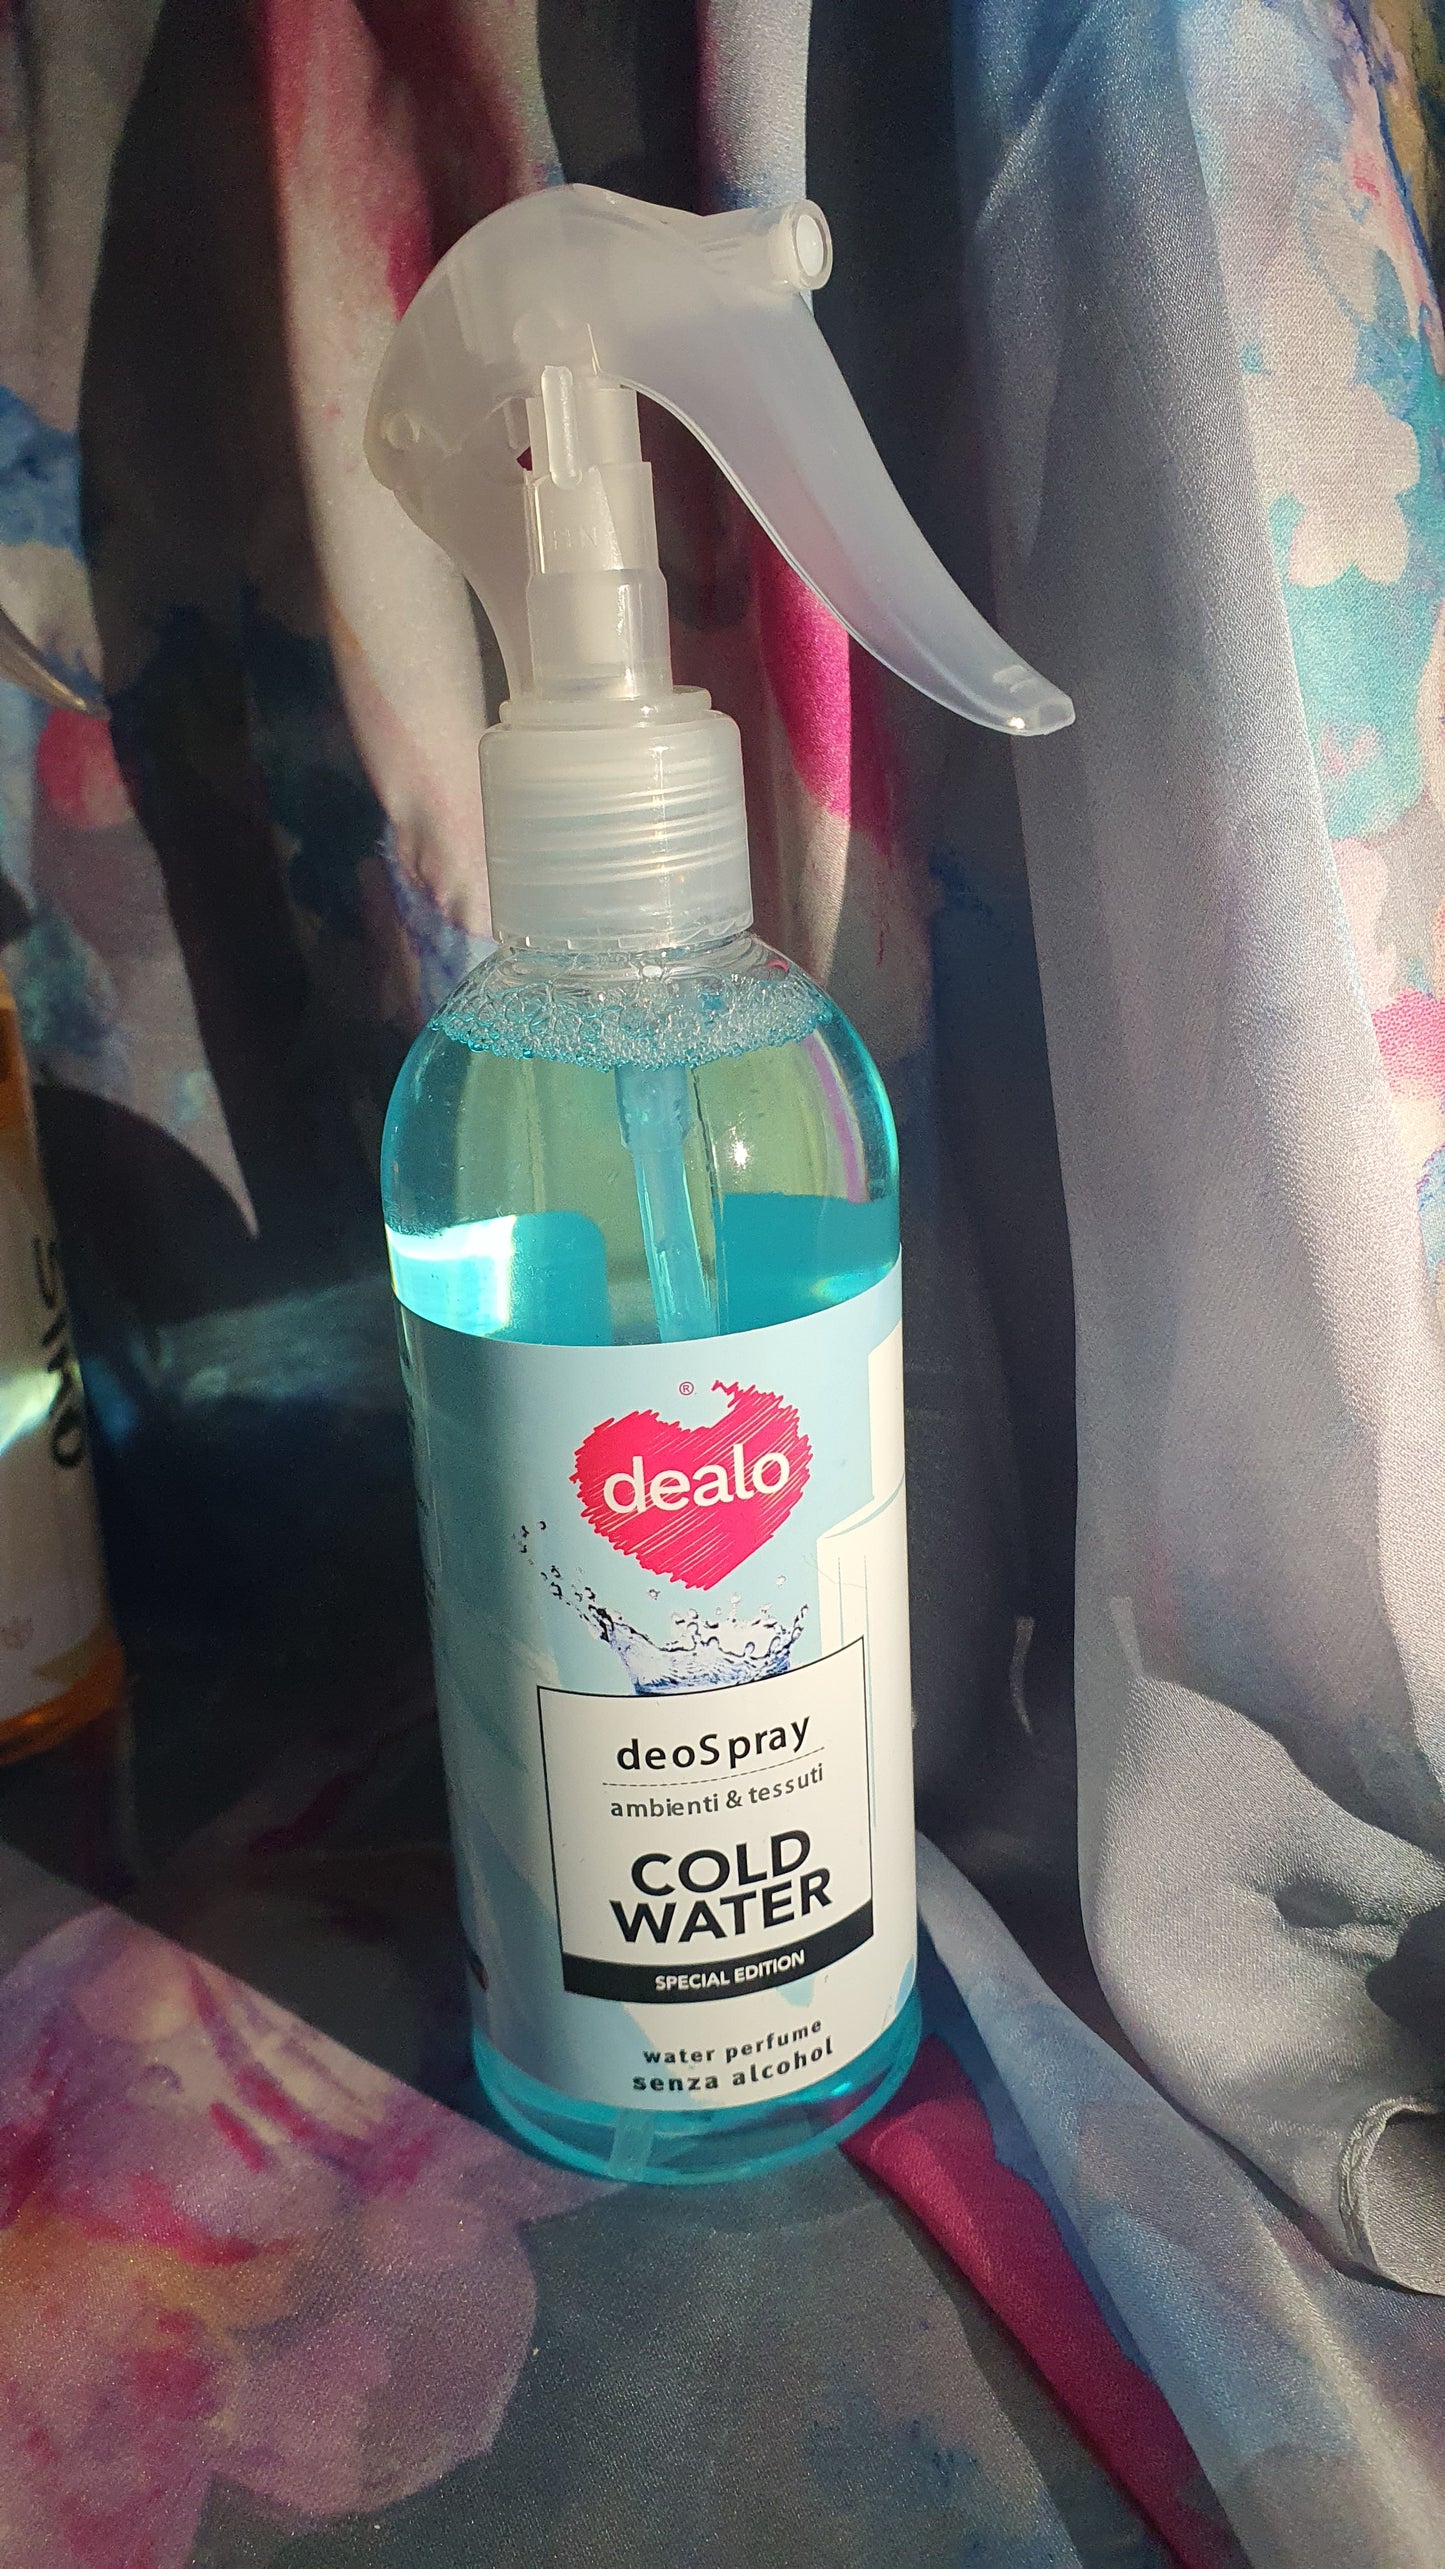 ®
dealo
deoSpray
ambienti & tessuti
COLD
WATER
SPECIAL EDITION
water perfume
senza alcohol